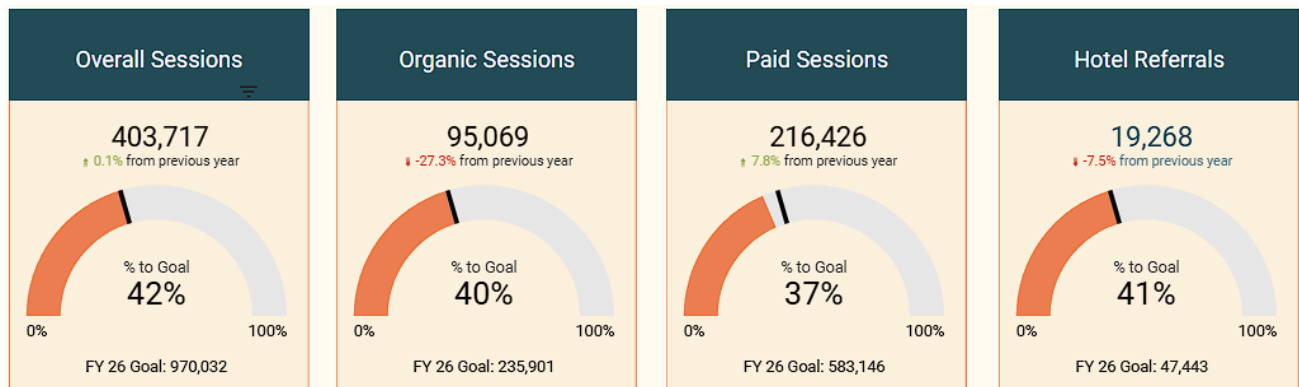 Overall Sessions
403,717
0.1% from previous year
% to Goal
42%
0%
100%
FY 26 Goal: 970,032
Organic Sessions
95,069
-27.3% from previous year
% to Goal
40%
0%
100%
FY 26 Goal: 235,901
Paid Sessions
216,426
7.8% from previous year
% to Goal
37%
0%
100%
FY 26 Goal: 583,146
Hotel Referrals
19,268
-7.5% from previous year
% to Goal
41%
0%
100%
FY 26 Goal: 47,443